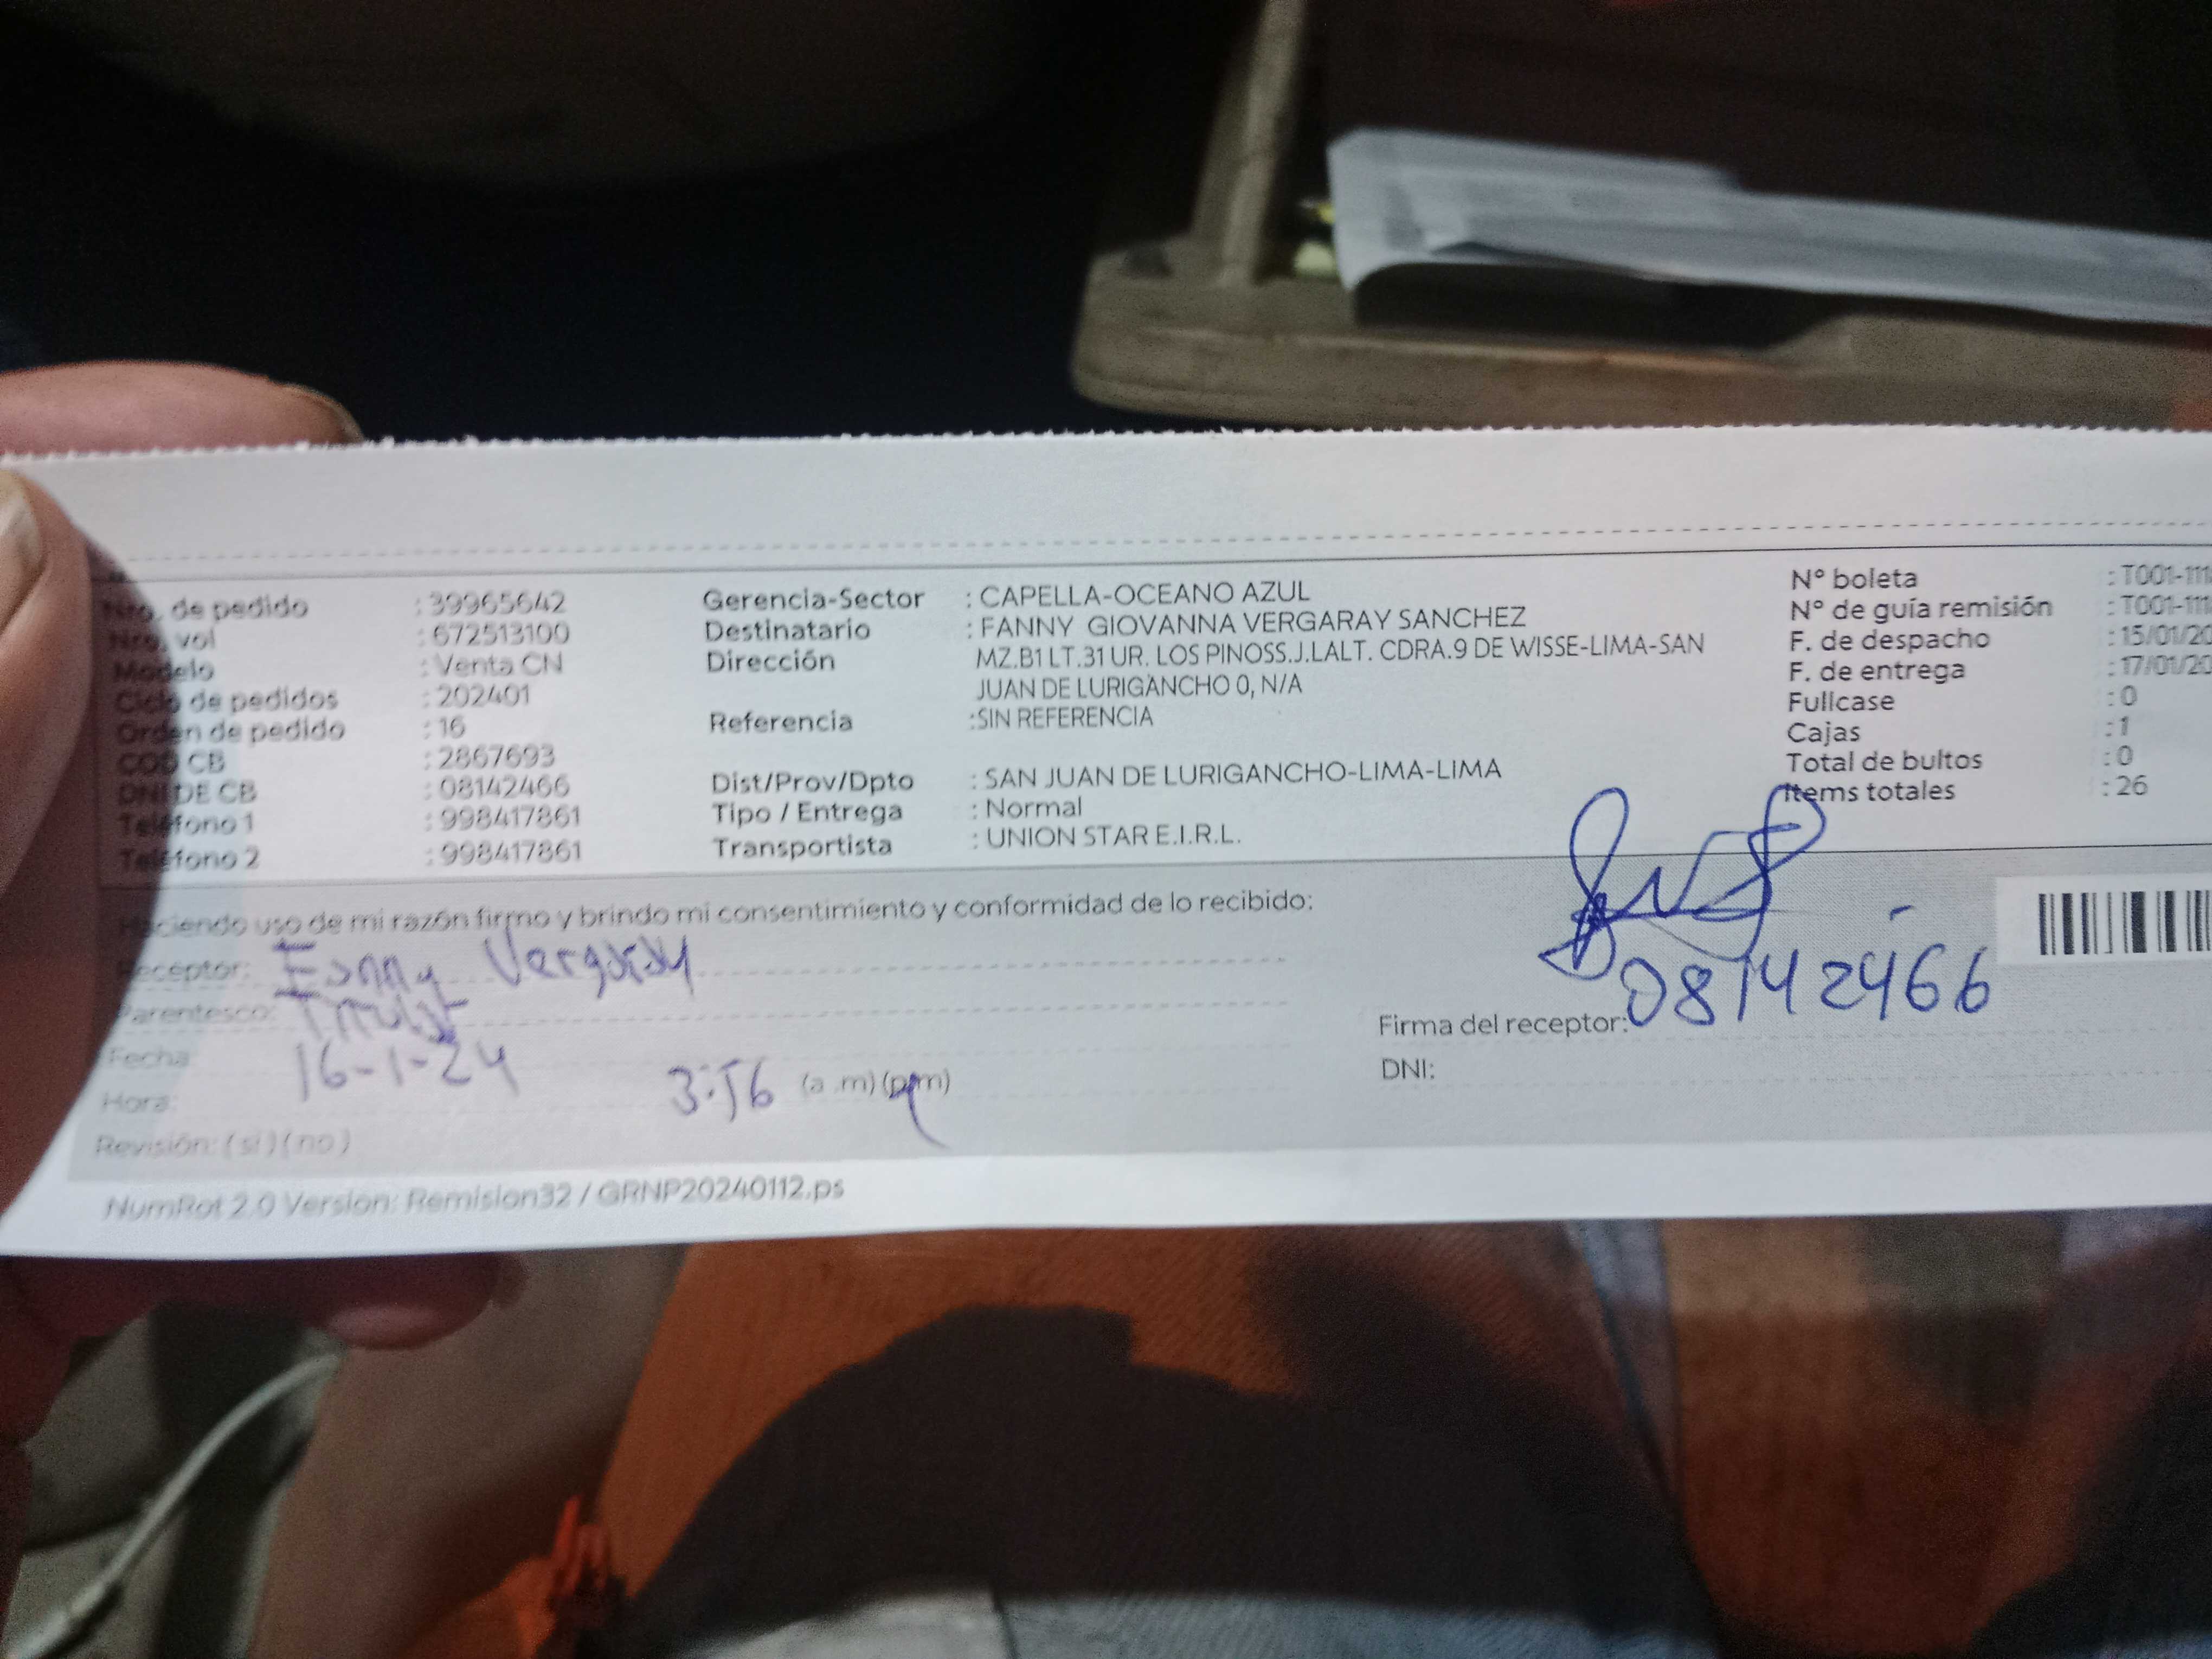 Nro. de pedido : 39965642
Nro. vol : 672513100
Modelo : Venta CN
Ciclo de pedidos : 202401
Orden de pedido : 16
COD CB : 2867693
DNI DE CB : 08142466
Teléfono 1 : 998417861
Teléfono 2 : 998417861
Gerencia-Sector : CAPELLA-OCEANO AZUL
Destinatario : FANNY GIOVANNA VERGARAY SANCHEZ
Dirección MZ.B1 LT.31 UR. LOS PINOSS.J.LALT. CDRA.9 DE WISSE-LIMA-SAN
JUAN DE LURIGANCHO 0, N/A
Referencia :SIN REFERENCIA
Dist/Prov/Dpto : SAN JUAN DE LURIGANCHO-LIMA-LIMA
Tipo / Entrega : Normal
Transportista : UNION STAR E.I.R.L.
N° boleta : T001-111
N° de guía remisión : T001-111
F. de despacho : 15/01/20
F. de entrega : 17/01/20
Fullcase : 0
Cajas : 1
Total de bultos : 0
Items totales : 26
Haciendo uso de mi razón firmo y brindo mi consentimiento y conformidad de lo recibido:
Receptor: Fanny Vergaray
Parentesco:
Fecha 16-1-24
Hora: 3:56 (a .m) (p.m)
Revisión: ( si ) ( no )
08142466
Firma del receptor:
DNI:
NumRot 2.0 Version: Remision32 / GRNP20240112.ps